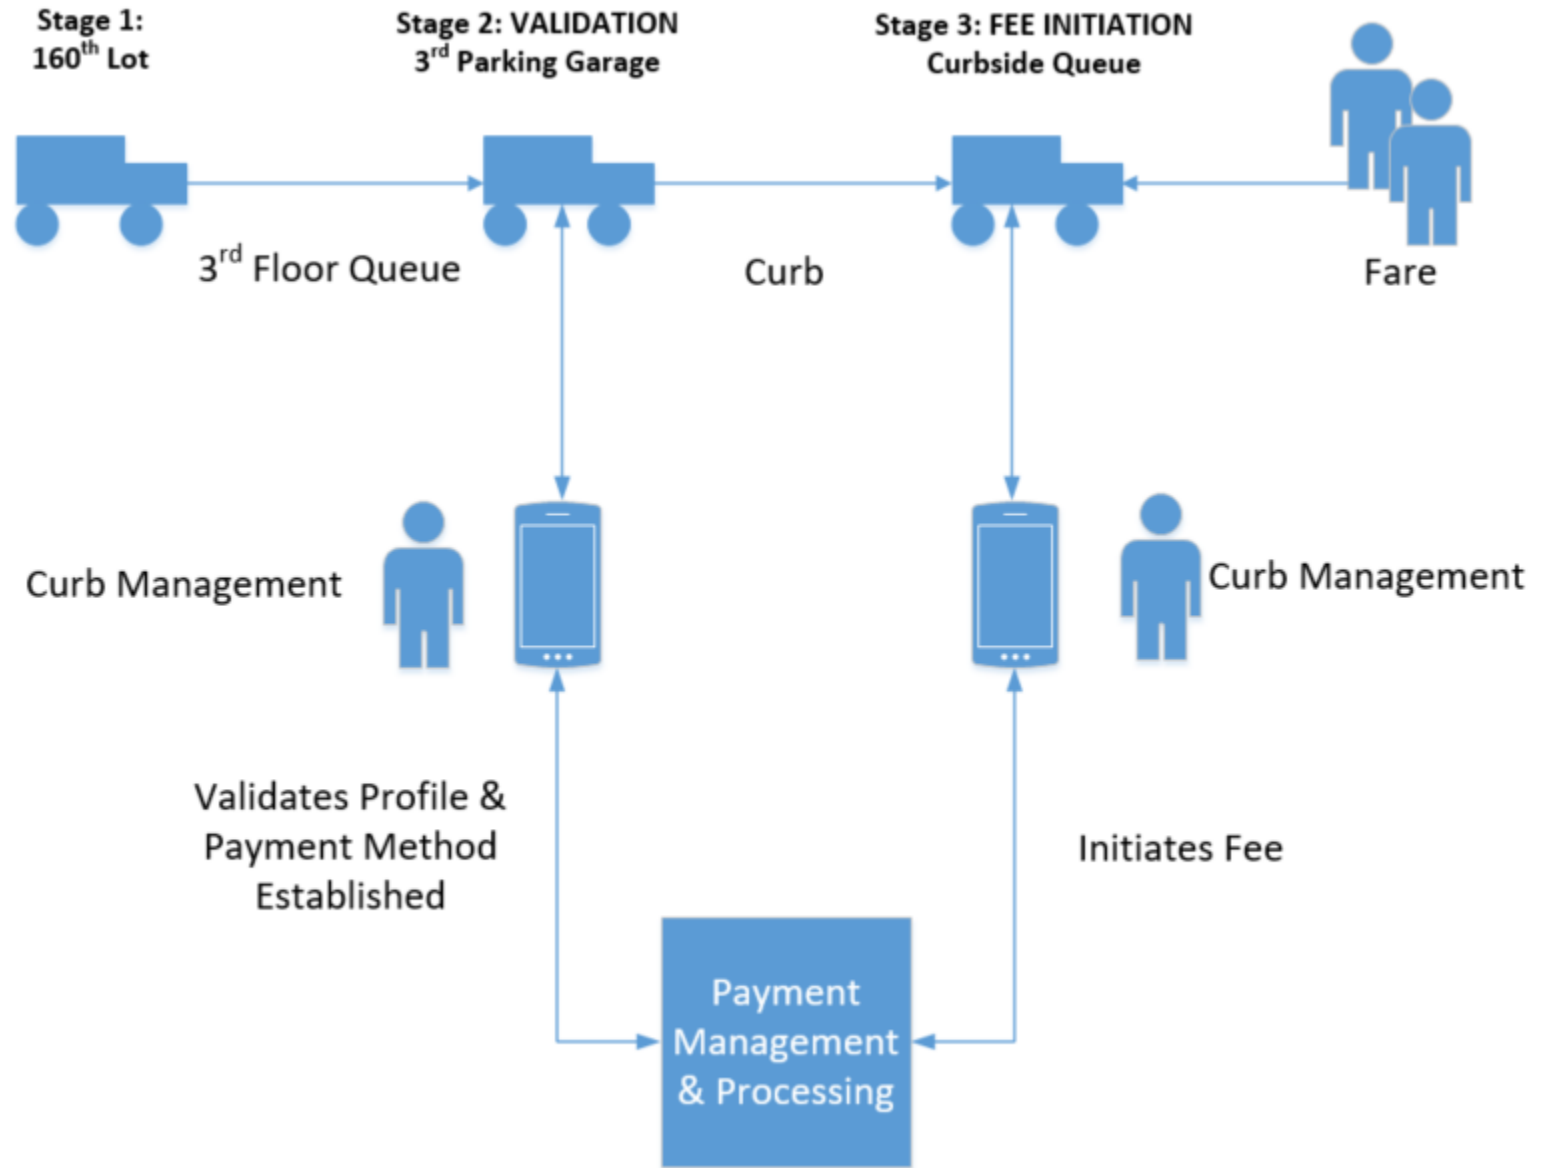 Stage 1:
160th Lot
Stage 2: VALIDATION
3rd Parking Garage
Stage 3: FEE INITIATION
Curbside Queue
3rd Floor Queue
Curb
Fare
Curb Management
Curb Management
Validates Profile &
Payment Method
Established
Initiates Fee
Payment
Management
& Processing